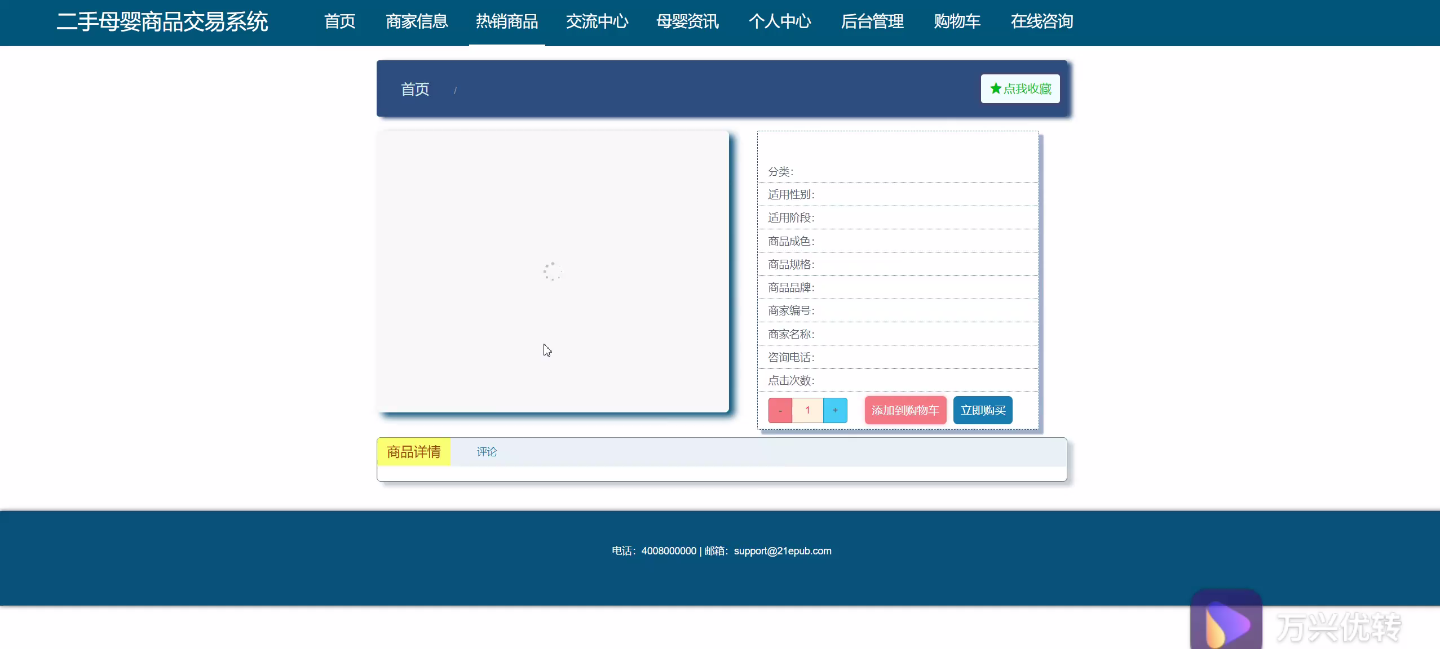 二手母婴商品交易系统 首页 商家信息 热销商品 交流中心 母婴资讯 个人中心 后台管理 购物车 在线咨询
首页 / ★点我收藏
分类：
适用性别：
适用阶段：
商品成色：
商品规格：
商品品牌：
商家编号：
商家名称：
咨询电话：
点击次数：
- 1 + 添加到购物车 立即购买
商品详情 评论
电话：4008000000 | 邮箱：support@21epub.com
万兴优转